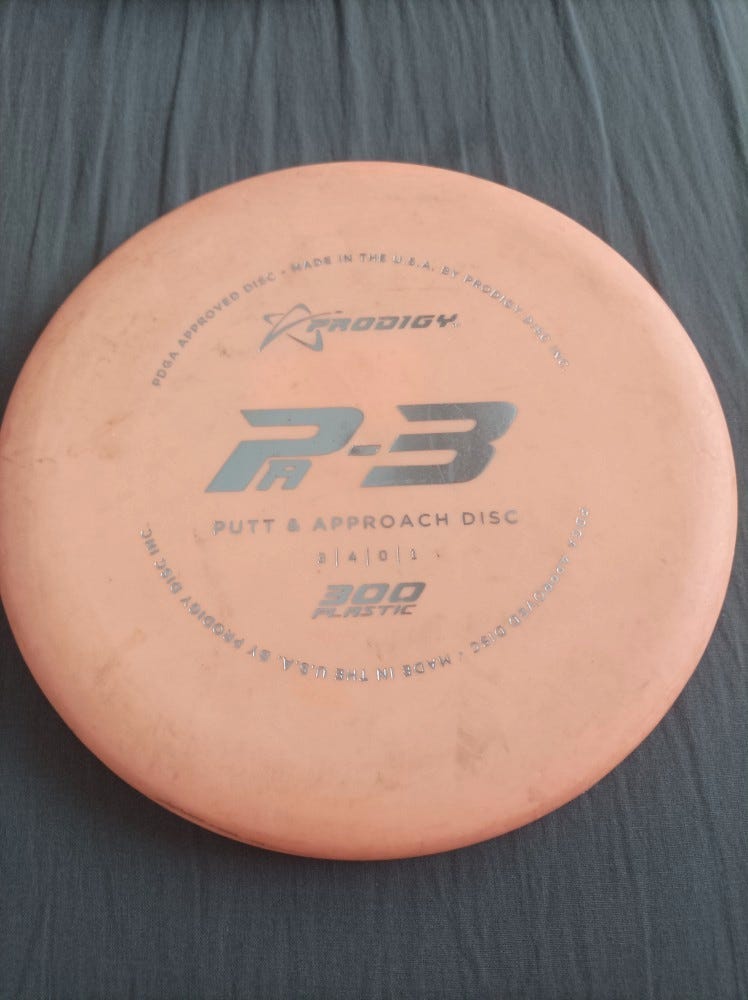 PDGA APPROVED DISC • MADE IN THE U.S.A. BY PRODIGY DISC INC.
PRODIGY
PA-3
PUTT & APPROACH DISC
3|4|0|1
300
PLASTIC
PDGA APPROVED DISC • MADE IN THE U.S.A. BY PRODIGY DISC INC.